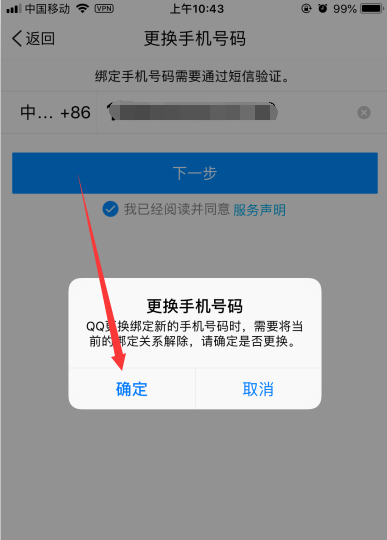 中国移动 VPN 上午10:43 99%
返回 更换手机号码
绑定手机号码需要通过短信验证。
中... +86
下一步
我已经阅读并同意 服务声明
更换手机号码
QQ更换绑定新的手机号码时，需要将当
前的绑定关系解除，请确定是否更换。
确定 取消